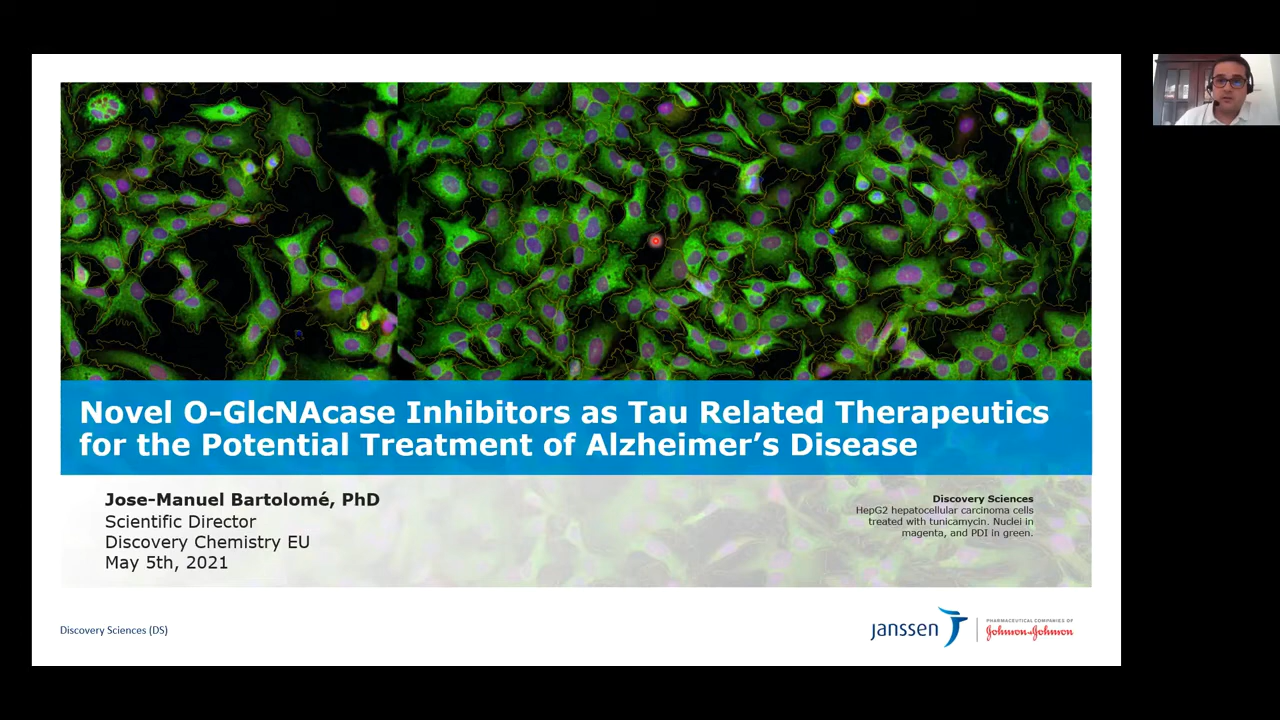 Novel O-GlcNAcase Inhibitors as Tau Related Therapeutics
for the Potential Treatment of Alzheimer’s Disease
Jose-Manuel Bartolomé, PhD
Scientific Director
Discovery Chemistry EU
May 5th, 2021
Discovery Sciences
HepG2 hepatocellular carcinoma cells
treated with tunicamycin. Nuclei in
magenta, and PDI in green.
Discovery Sciences (DS)
janssen
PHARMACEUTICAL COMPANIES OF
Johnson & Johnson